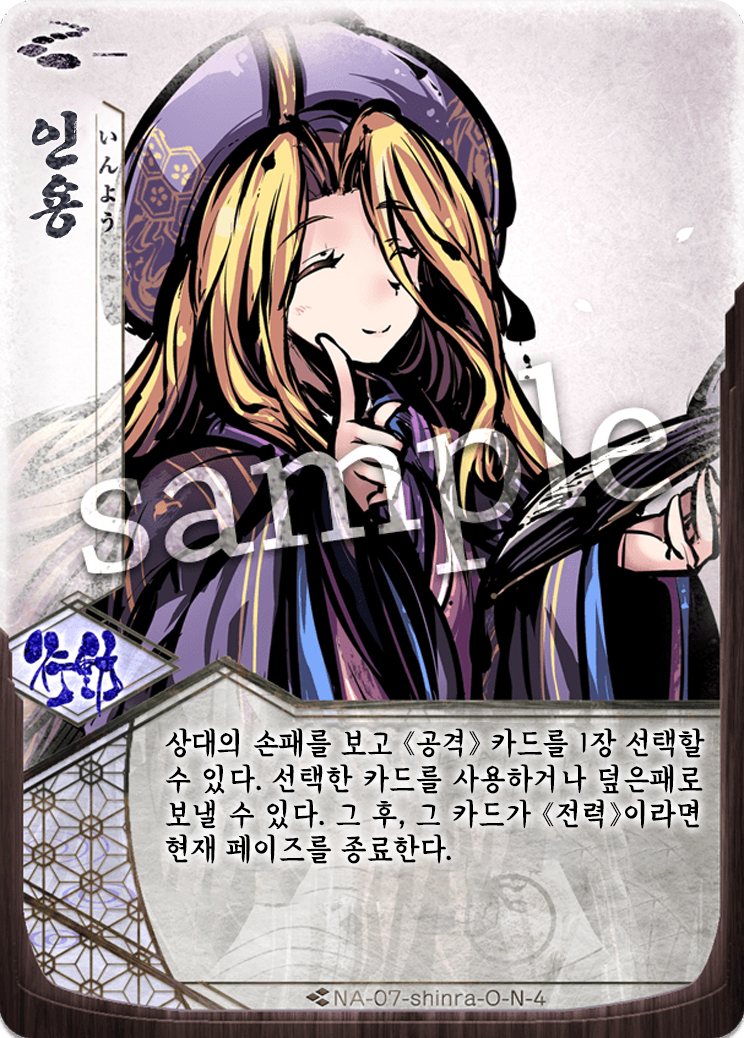 인용
いんよう
sample
行動
상대의 손패를 보고 《공격》 카드를 1장 선택할
수 있다. 선택한 카드를 사용하거나 덮은패로
보낼 수 있다. 그 후, 그 카드가 《전력》이라면
현재 페이즈를 종료한다.
NA-07-shinra-O-N-4